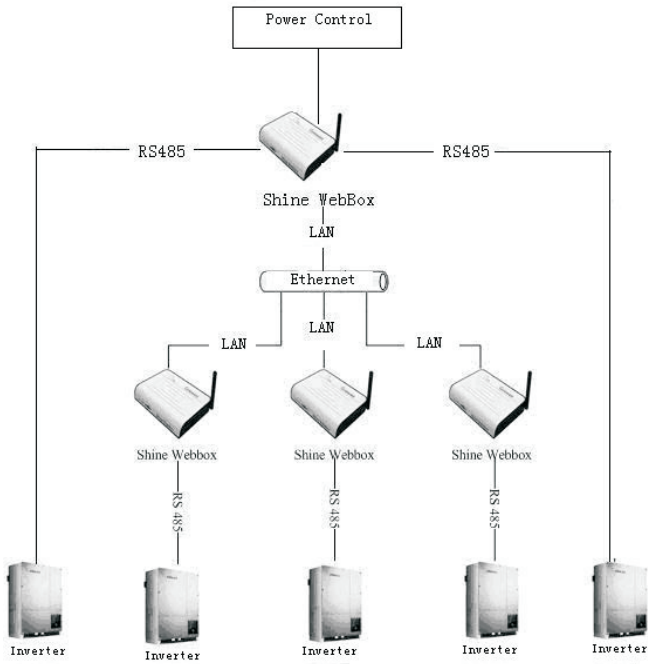 Power Control
RS485
RS485
Shine WebBox
LAN
Ethernet
LAN
LAN
LAN
Shine Webbox
Shine Webbox
Shine Webbox
RS 485
RS 485
RS 485
Inverter
Inverter
Inverter
Inverter
Inverter